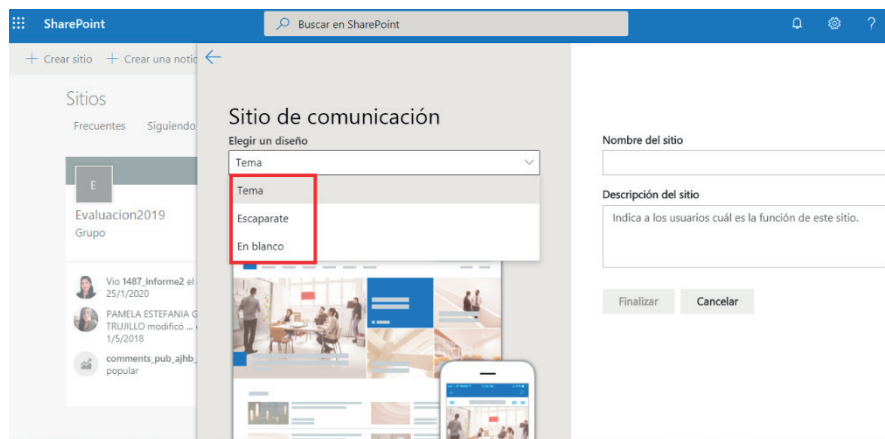 SharePoint
Buscar en SharePoint
?
+ Crear sitio + Crear una notic
Sitios
Frecuentes Siguiendo
E
Evaluacion2019
Grupo
Vio 1487_informe2 el
25/1/2020
PAMELA ESTEFANIA G
TRUJILLO modificó ...
1/5/2018
comments_pub_ajhb_
popular
Sitio de comunicación
Elegir un diseño
Tema
Tema
Escaparate
En blanco
Nombre del sitio
Descripción del sitio
Indica a los usuarios cuál es la función de este sitio.
Finalizar Cancelar